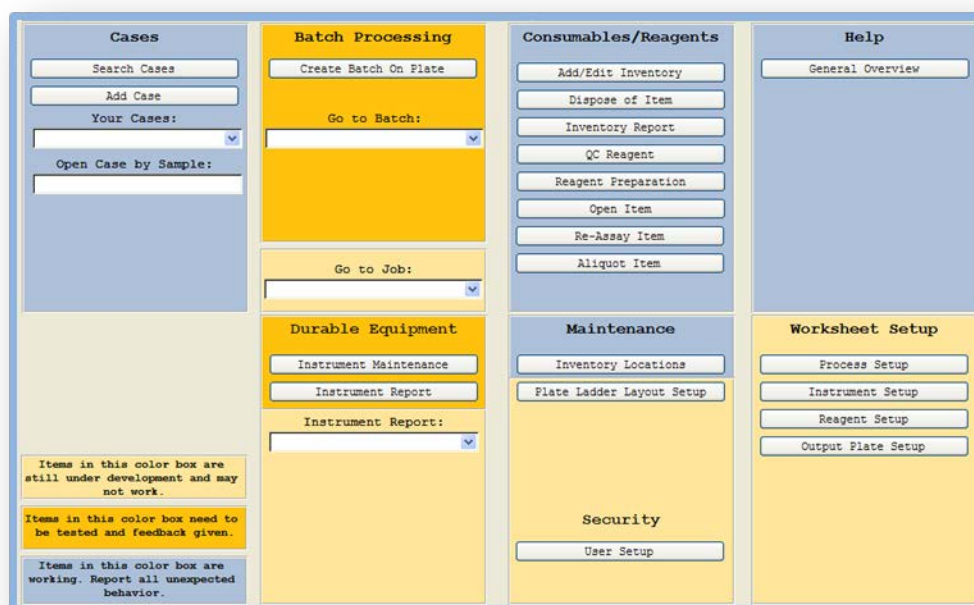 Cases
Search Cases
Add Case
Your Cases:
Open Case by Sample:
Batch Processing
Create Batch On Plate
Go to Batch:
Go to Job:
Consumables/Reagents
Add/Edit Inventory
Dispose of Item
Inventory Report
QC Reagent
Reagent Preparation
Open Item
Re-Assay Item
Aliquot Item
Help
General Overview
Durable Equipment
Instrument Maintenance
Instrument Report
Instrument Report:
Maintenance
Inventory Locations
Plate Ladder Layout Setup
Security
User Setup
Worksheet Setup
Process Setup
Instrument Setup
Reagent Setup
Output Plate Setup
Items in this color box are
still under development and may
not work.
Items in this color box need to
be tested and feedback given.
Items in this color box are
working. Report all unexpected
behavior.